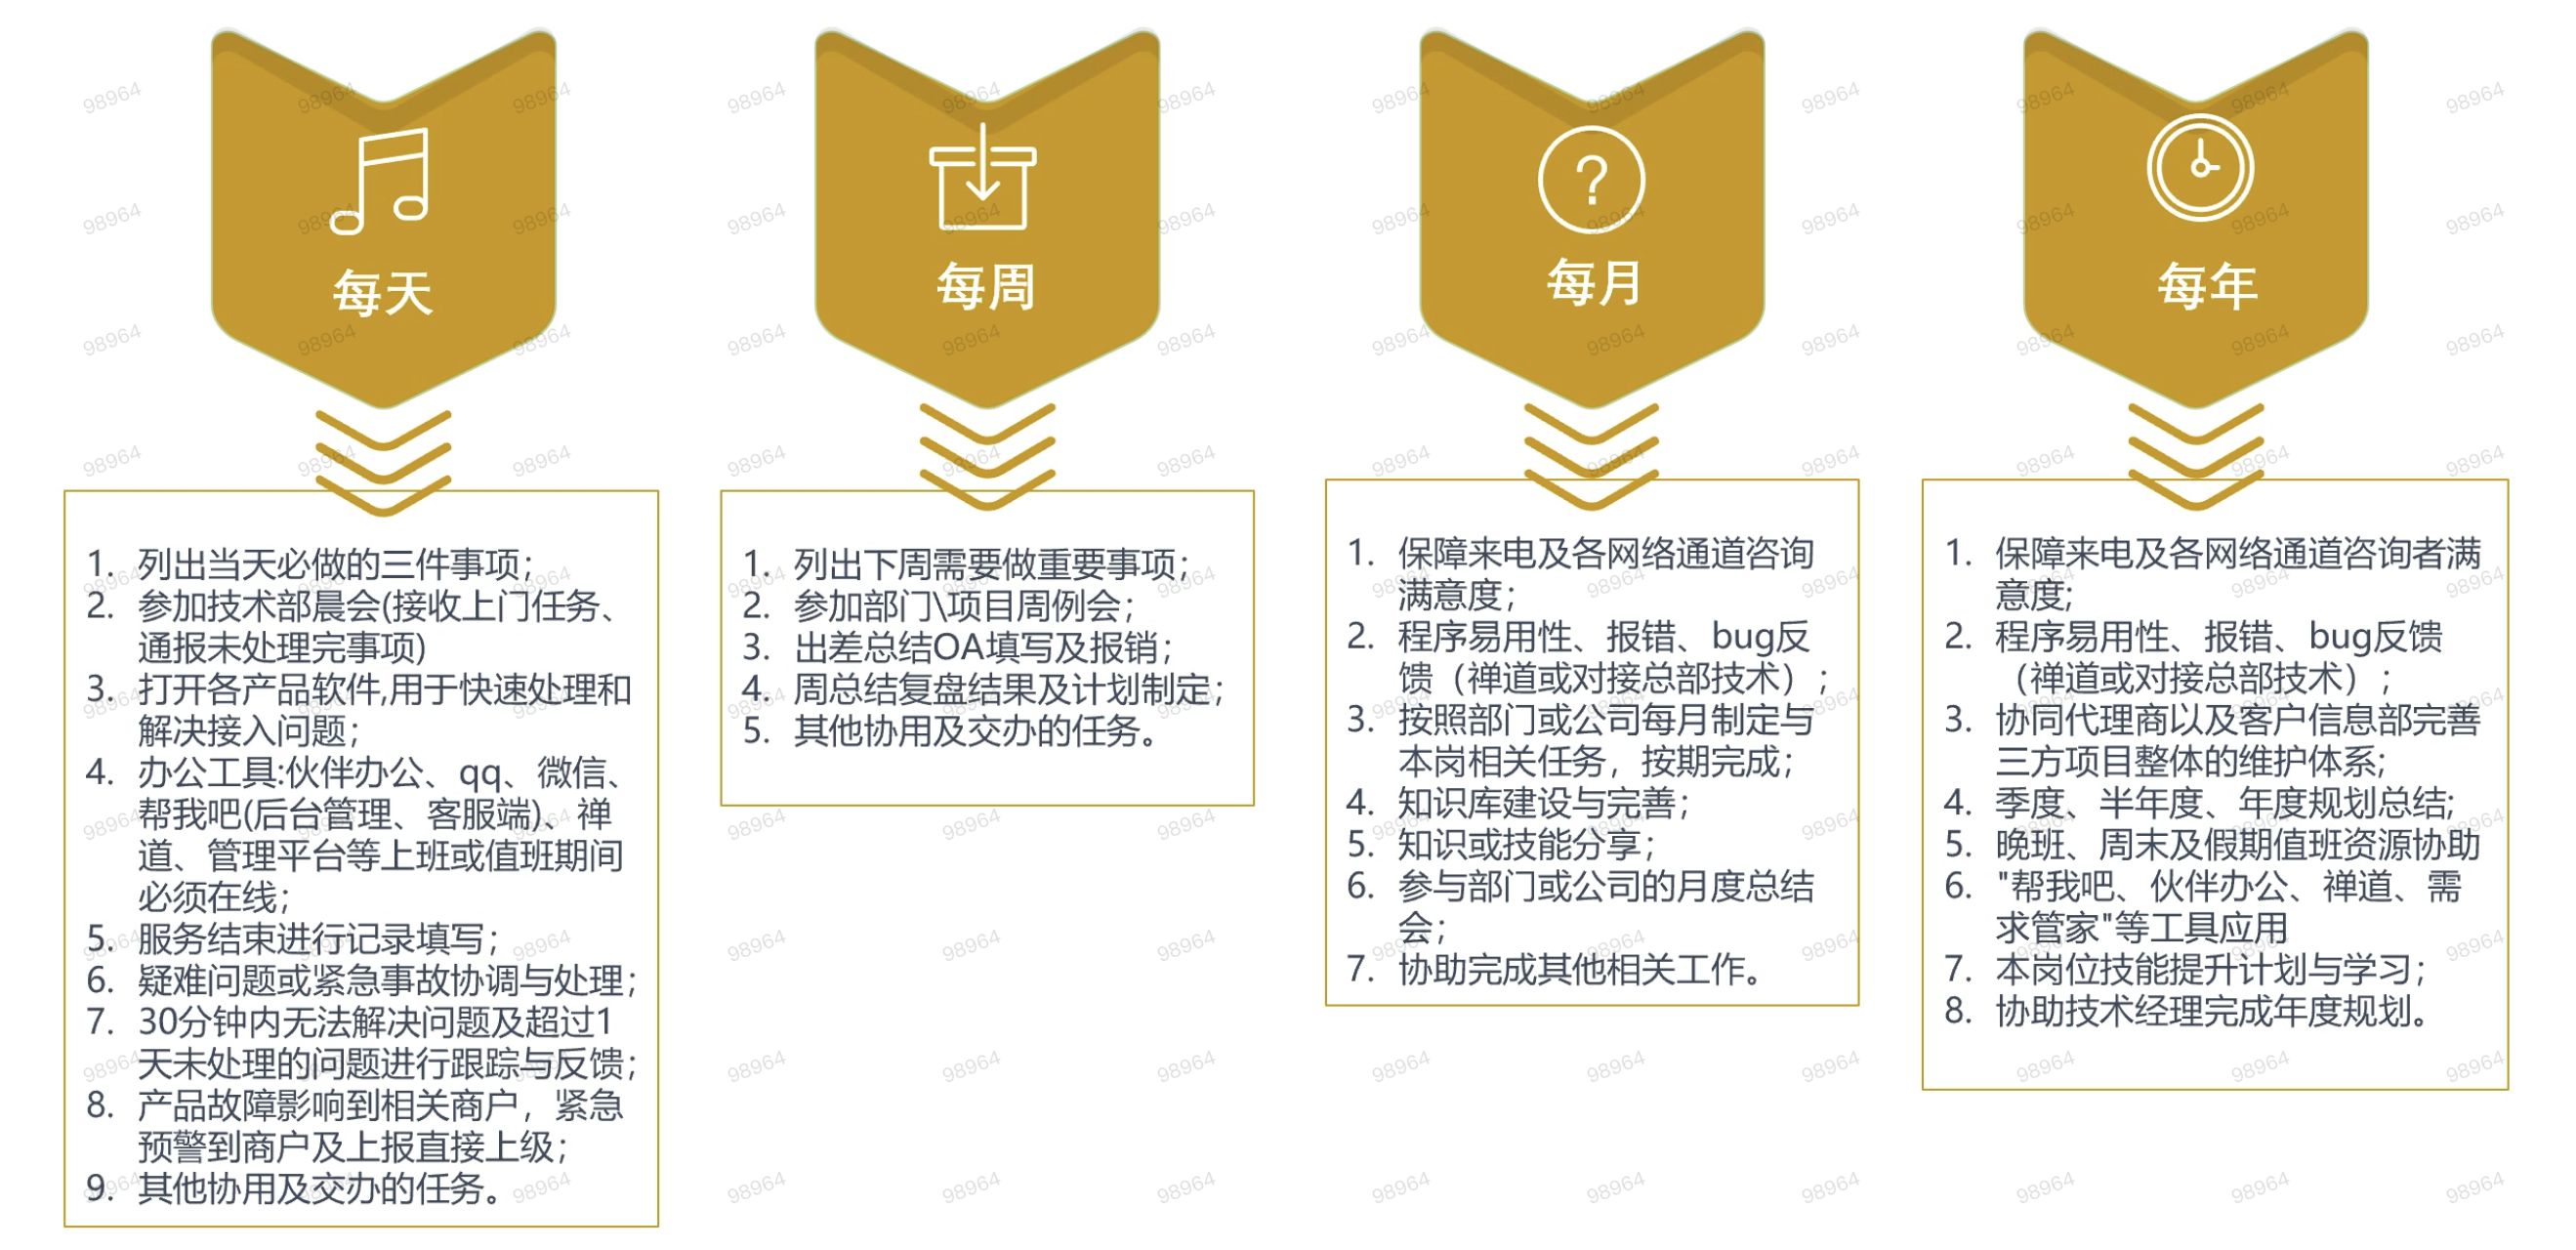 每天
1. 列出当天必做的三件事项；
2. 参加技术部晨会(接收上门任务、
通报未处理完事项)
3. 打开各产品软件,用于快速处理和
解决接入问题；
4. 办公工具:伙伴办公、qq、微信、
帮我吧(后台管理、客服端)、禅
道、管理平台等上班或值班期间
必须在线；
5. 服务结束进行记录填写；
6. 疑难问题或紧急事故协调与处理；
7. 30分钟内无法解决问题及超过1
天未处理的问题进行跟踪与反馈；
8. 产品故障影响到相关商户，紧急
预警到商户及上报直接上级；
9. 其他协用及交办的任务。
每周
1. 列出下周需要做重要事项；
2. 参加部门\项目周例会；
3. 出差总结OA填写及报销；
4. 周总结复盘结果及计划制定；
5. 其他协用及交办的任务。
每月
1. 保障来电及各网络通道咨询
满意度；
2. 程序易用性、报错、bug反
馈（禅道或对接总部技术）；
3. 按照部门或公司每月制定与
本岗相关任务，按期完成；
4. 知识库建设与完善；
5. 知识或技能分享；
6. 参与部门或公司的月度总结
会；
7. 协助完成其他相关工作。
每年
1. 保障来电及各网络通道咨询者满
意度;
2. 程序易用性、报错、bug反馈
（禅道或对接总部技术）；
3. 协同代理商以及客户信息部完善
三方项目整体的维护体系;
4. 季度、半年度、年度规划总结;
5. 晚班、周末及假期值班资源协助
6. "帮我吧、伙伴办公、禅道、需
求管家"等工具应用
7. 本岗位技能提升计划与学习；
8. 协助技术经理完成年度规划。
98964